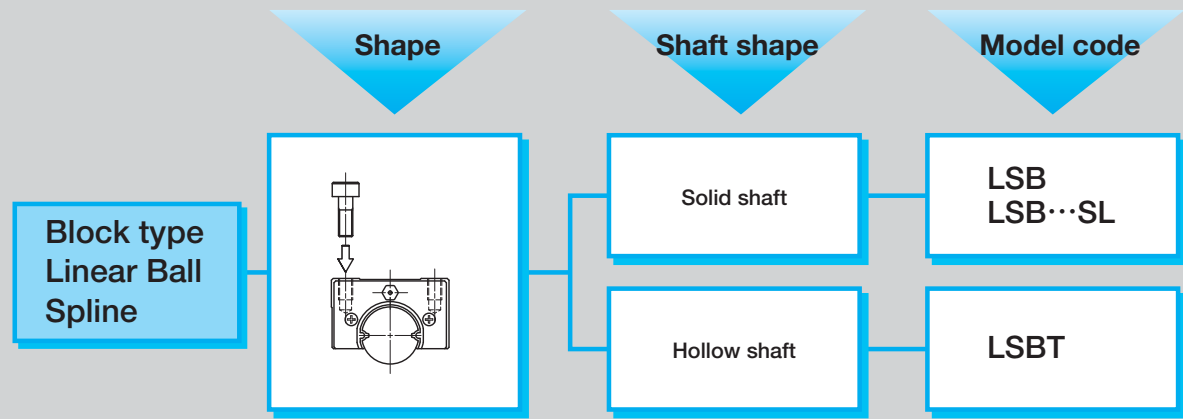 Shape
Shaft shape
Model code
Block type
Linear Ball
Spline
Solid shaft
LSB
LSB⋯SL
Hollow shaft
LSBT